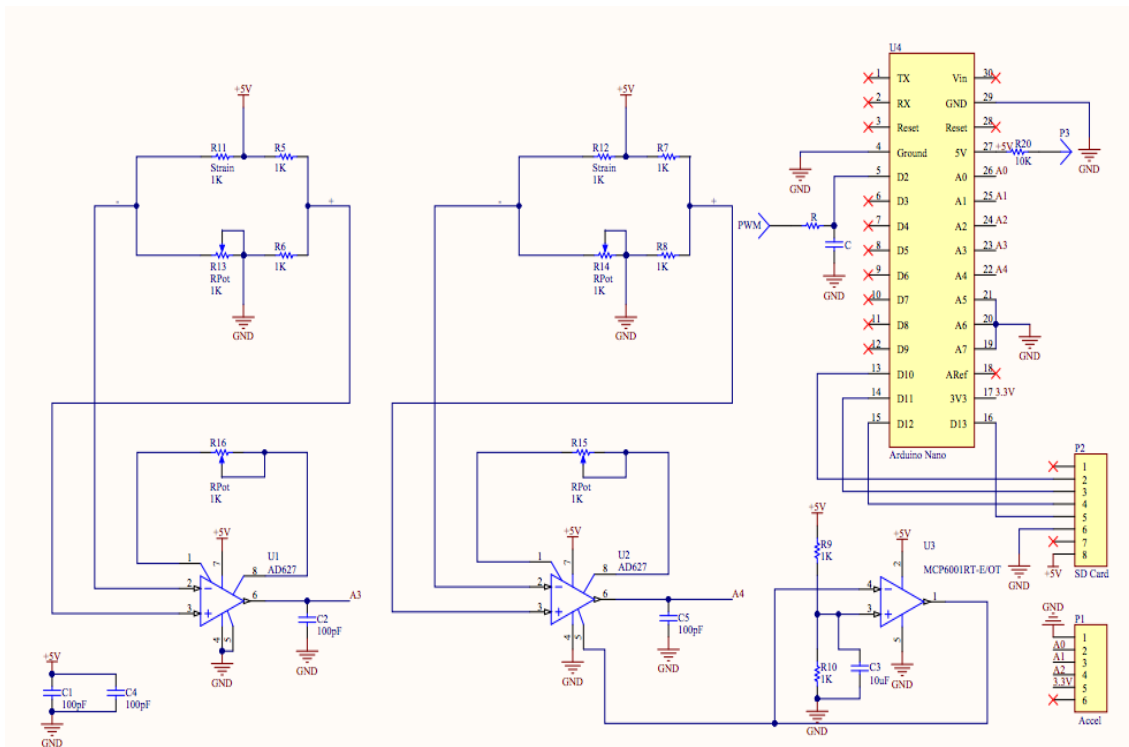 +5V
R11
Strain
1K
R5
1K
-
+
R13
RPot
1K
R6
1K
GND
R16
RPot
1K
+5V
U1
AD627
1
7
8
2
3
6
4
5
A3
C2
100pF
GND
GND
+5V
C1
100pF
C4
100pF
GND
+5V
R12
Strain
1K
R7
1K
-
+
R14
RPot
1K
R8
1K
GND
R15
RPot
1K
+5V
U2
AD627
1
7
8
2
3
6
4
5
A4
C5
100pF
GND
GND
U4
1 TX Vin 30
2 RX GND 29
3 Reset Reset 28
4 Ground 5V 27 +5V
5 D2 A0 26 A0
6 D3 A1 25 A1
7 D4 A2 24 A2
8 D5 A3 23 A3
9 D6 A4 22 A4
10 D7 A5 21
11 D8 A6 20
12 D9 A7 19
13 D10 ARef 18
14 D11 3V3 17 3.3V
15 D12 D13 16
Arduino Nano
R20
10K
P3
GND
GND
PWM
R
C
GND
GND
+5V
R9
1K
R10
1K
C3
10uF
GND
+5V
U3
MCP6001RT-E/OT
2
4
3
1
5
GND
P2
1
2
3
4
5
6
7
8
SD Card
GND
+5V
GND
P1
1
A0 2
A1 3
A2 4
3.3V 5
6
Accel